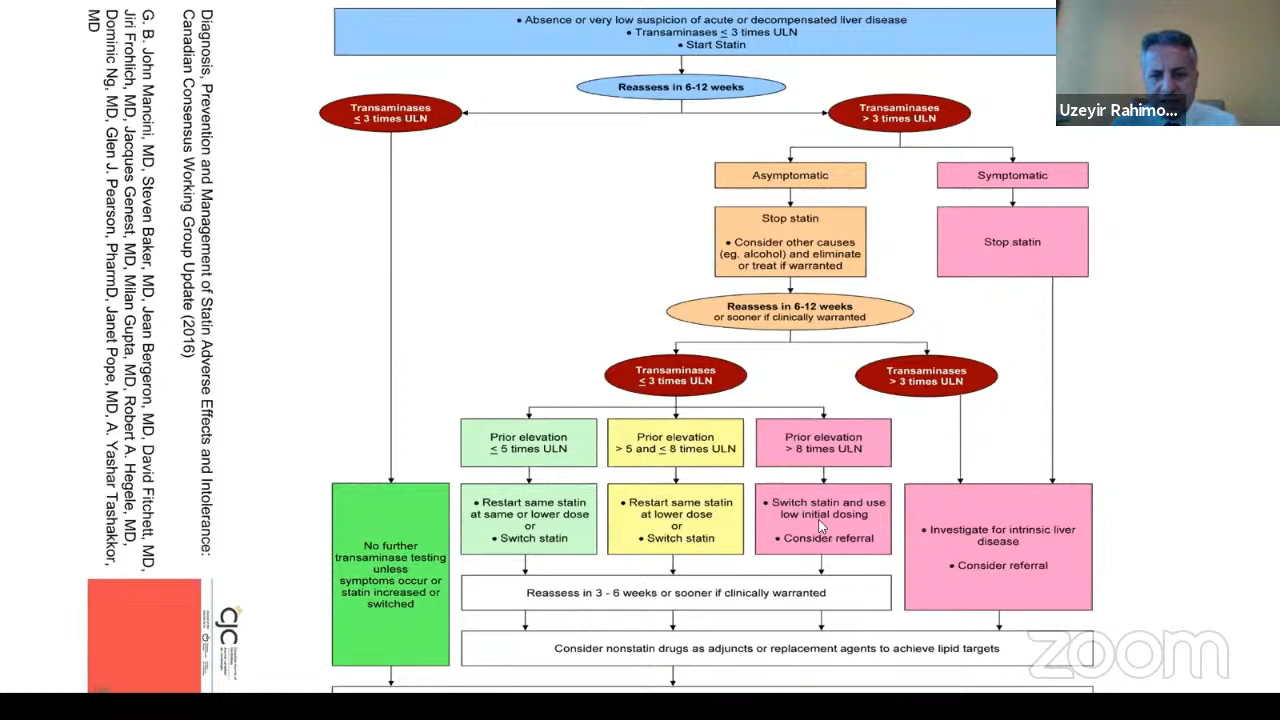 • Absence or very low suspicion of acute or decompensated liver disease
• Transaminases ≤ 3 times ULN
• Start Statin
Reassess in 6-12 weeks
Transaminases
≤ 3 times ULN
Transaminases
> 3 times ULN
Uzeyir Rahimo...
Asymptomatic
Symptomatic
Stop statin
• Consider other causes
(eg. alcohol) and eliminate
or treat if warranted
Stop statin
Reassess in 6-12 weeks
or sooner if clinically warranted
Transaminases
≤ 3 times ULN
Transaminases
> 3 times ULN
Prior elevation
≤ 5 times ULN
Prior elevation
> 5 and ≤ 8 times ULN
Prior elevation
> 8 times ULN
• Restart same statin
at same or lower dose
or
• Switch statin
• Restart same statin
at lower dose
or
• Switch statin
• Switch statin and use
low initial dosing
• Consider referral
• Investigate for intrinsic liver
disease
• Consider referral
No further
transaminase testing
unless
symptoms occur or
statin increased or
switched
Reassess in 3 - 6 weeks or sooner if clinically warranted
Consider nonstatin drugs as adjuncts or replacement agents to achieve lipid targets
zoom
Diagnosis, Prevention and Management of Statin Adverse Effects and Intolerance:
Canadian Consensus Working Group Update (2016)
G. B. John Mancini, MD, Steven Baker, MD, Jean Bergeron, MD, David Fitchett, MD,
Jiri Frohlich, MD, Jacques Genest, MD, Milan Gupta, MD, Robert A. Hegele, MD,
Dominic Ng, MD, Glen J. Pearson, PharmD, Janet Pope, MD, A. Yashar Tashakkor,
MD
CJC